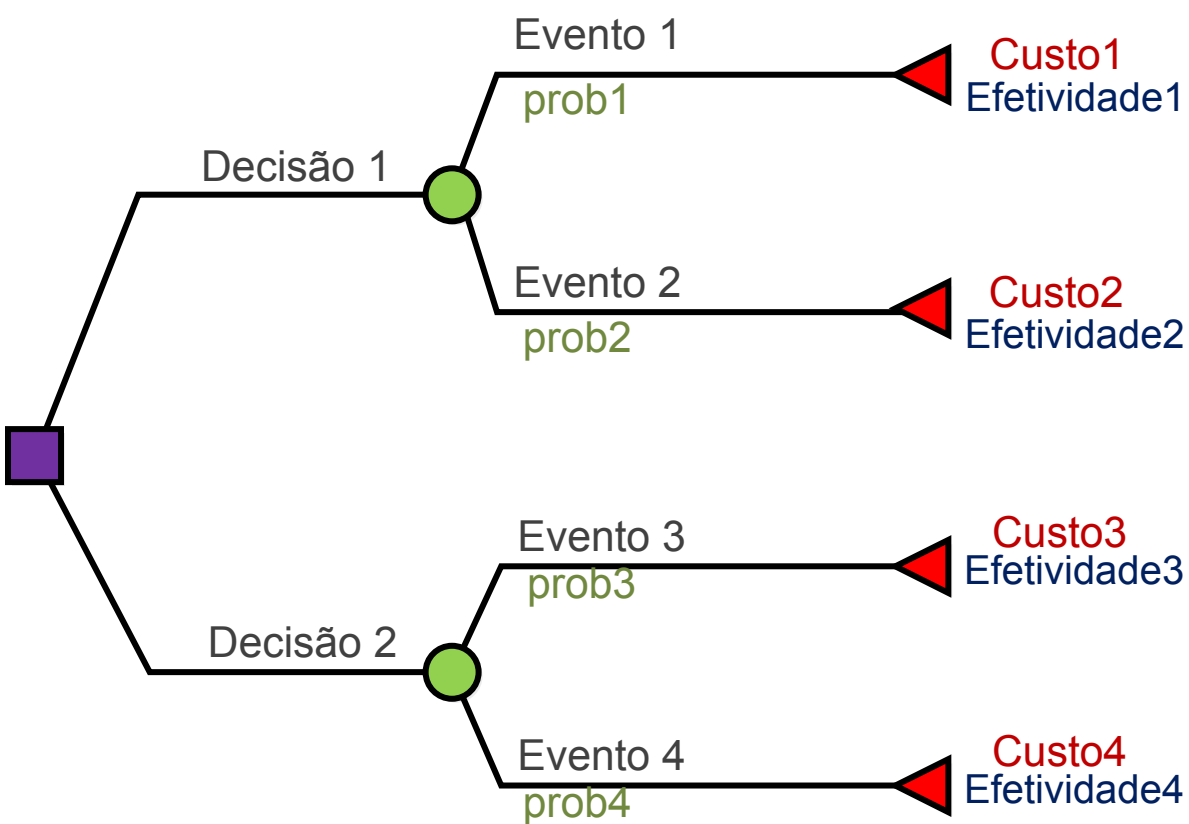 Evento 1
prob1
Custo1
Efetividade1
Decisão 1
Evento 2
prob2
Custo2
Efetividade2
Evento 3
prob3
Custo3
Efetividade3
Decisão 2
Evento 4
prob4
Custo4
Efetividade4